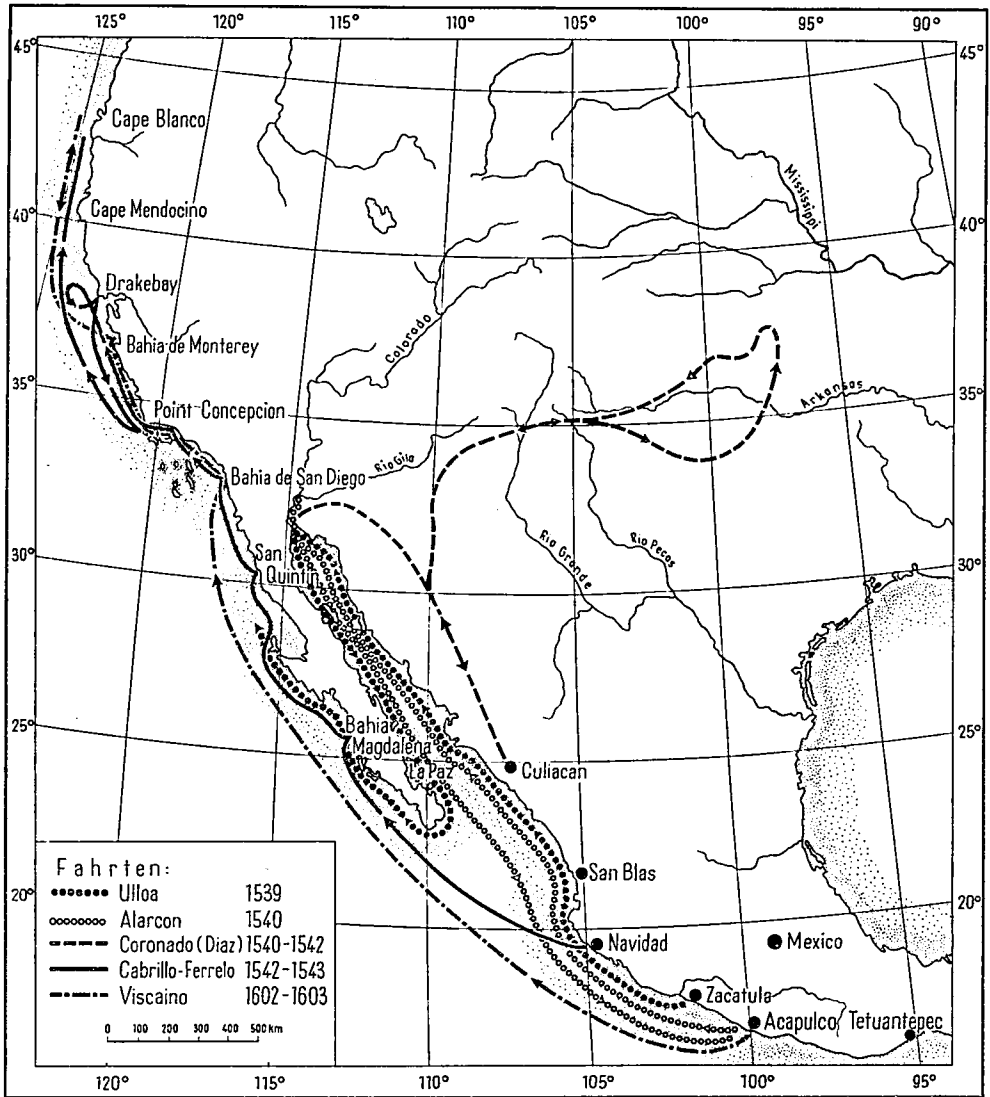 125° 120° 115° 110° 105° 100° 95° 90°
45° 45°
Cape Blanco
Mississippi
40° Cape Mendocino 40°
Drakebay
Colorado
Bahia de Monterey
35° 35°
Arkansas
Point Concepcion
Rio Gila
Bahia de San Diego
Rio Grande
Rio Pecos
30° San 30°
Quintin
25° Bahia 25°
Magdalena
La Paz
Culiacan
Fahrten:
Ulloa 1539
Alarcon 1540
Coronado (Diaz) 1540-1542
Cabrillo-Ferrelo 1542-1543
Viscaino 1602-1603
0 100 200 300 400 500 km
20° San Blas 20°
Navidad
Mexico
Zacatula
Acapulco Tetuantepec
120° 115° 110° 105° 100° 95°